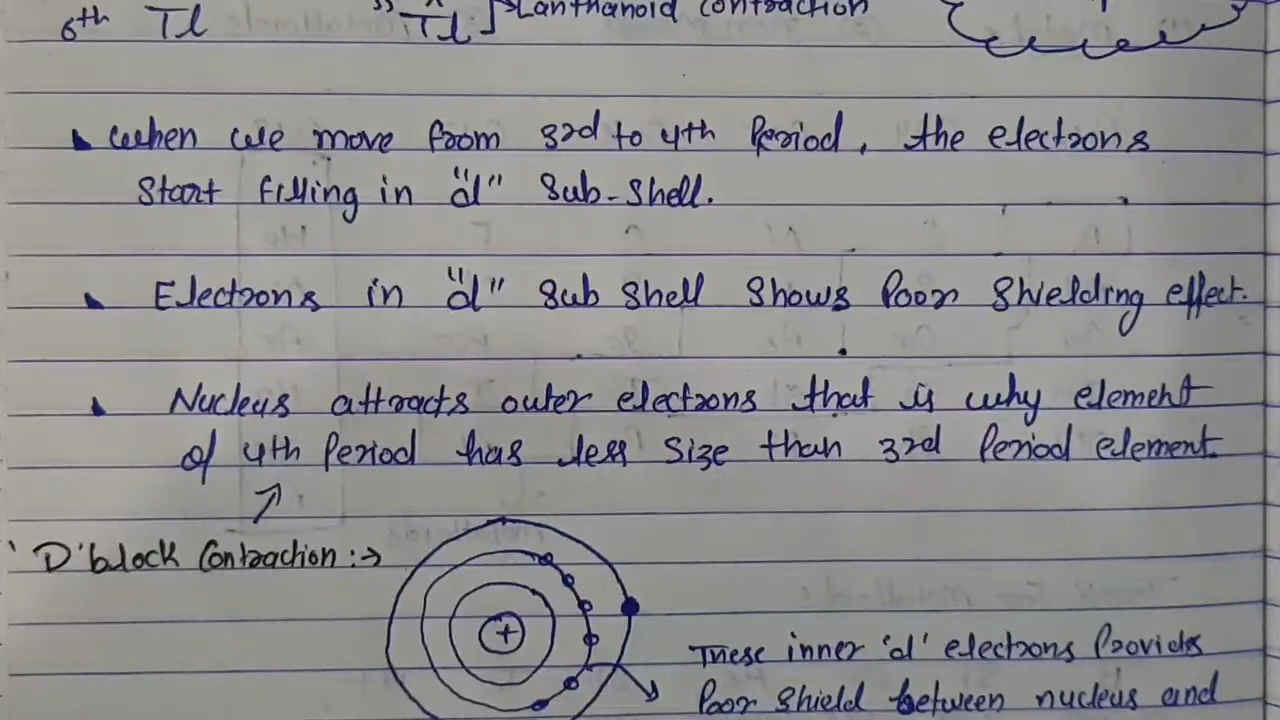 6th Tl Tl Lanthanoid Contraction
When we move from 3rd to 4th Period, the electrons
Start filling in "d" Sub-Shell.
Electrons in "d" Sub Shell Shows Poor Shielding effect.
Nucleus attracts outer electrons that is why element
of 4th Period has less Size than 3rd Period element
'D' block Contraction :→
+
These inner 'd' electrons Provides
Poor Shield between nucleus and